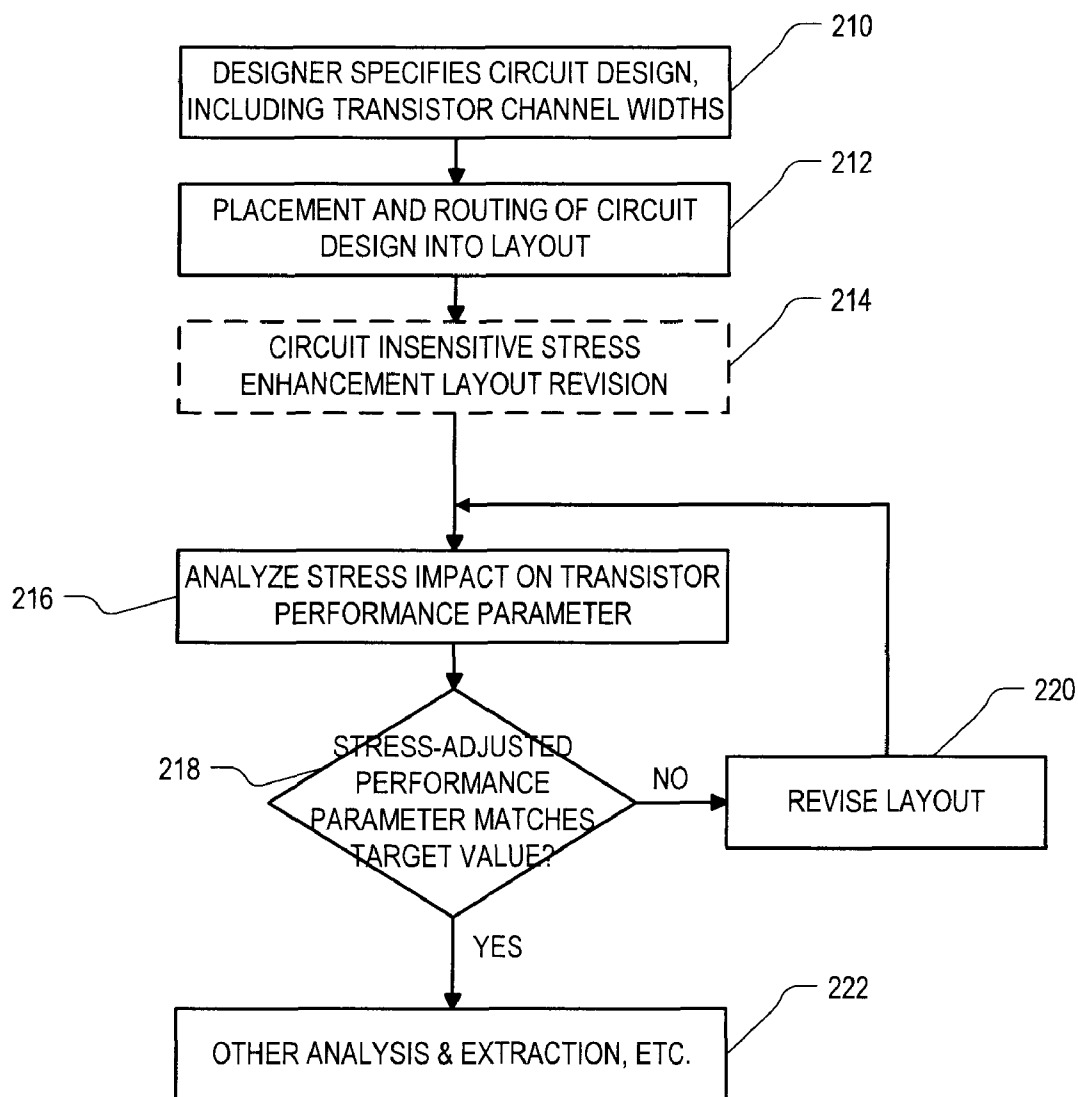 210
DESIGNER SPECIFIES CIRCUIT DESIGN,
INCLUDING TRANSISTOR CHANNEL WIDTHS
212
PLACEMENT AND ROUTING OF CIRCUIT
DESIGN INTO LAYOUT
214
CIRCUIT INSENSITIVE STRESS
ENHANCEMENT LAYOUT REVISION
216
ANALYZE STRESS IMPACT ON TRANSISTOR
PERFORMANCE PARAMETER
218
STRESS-ADJUSTED
PERFORMANCE
PARAMETER MATCHES
TARGET VALUE?
NO
220
REVISE LAYOUT
YES
222
OTHER ANALYSIS & EXTRACTION, ETC.